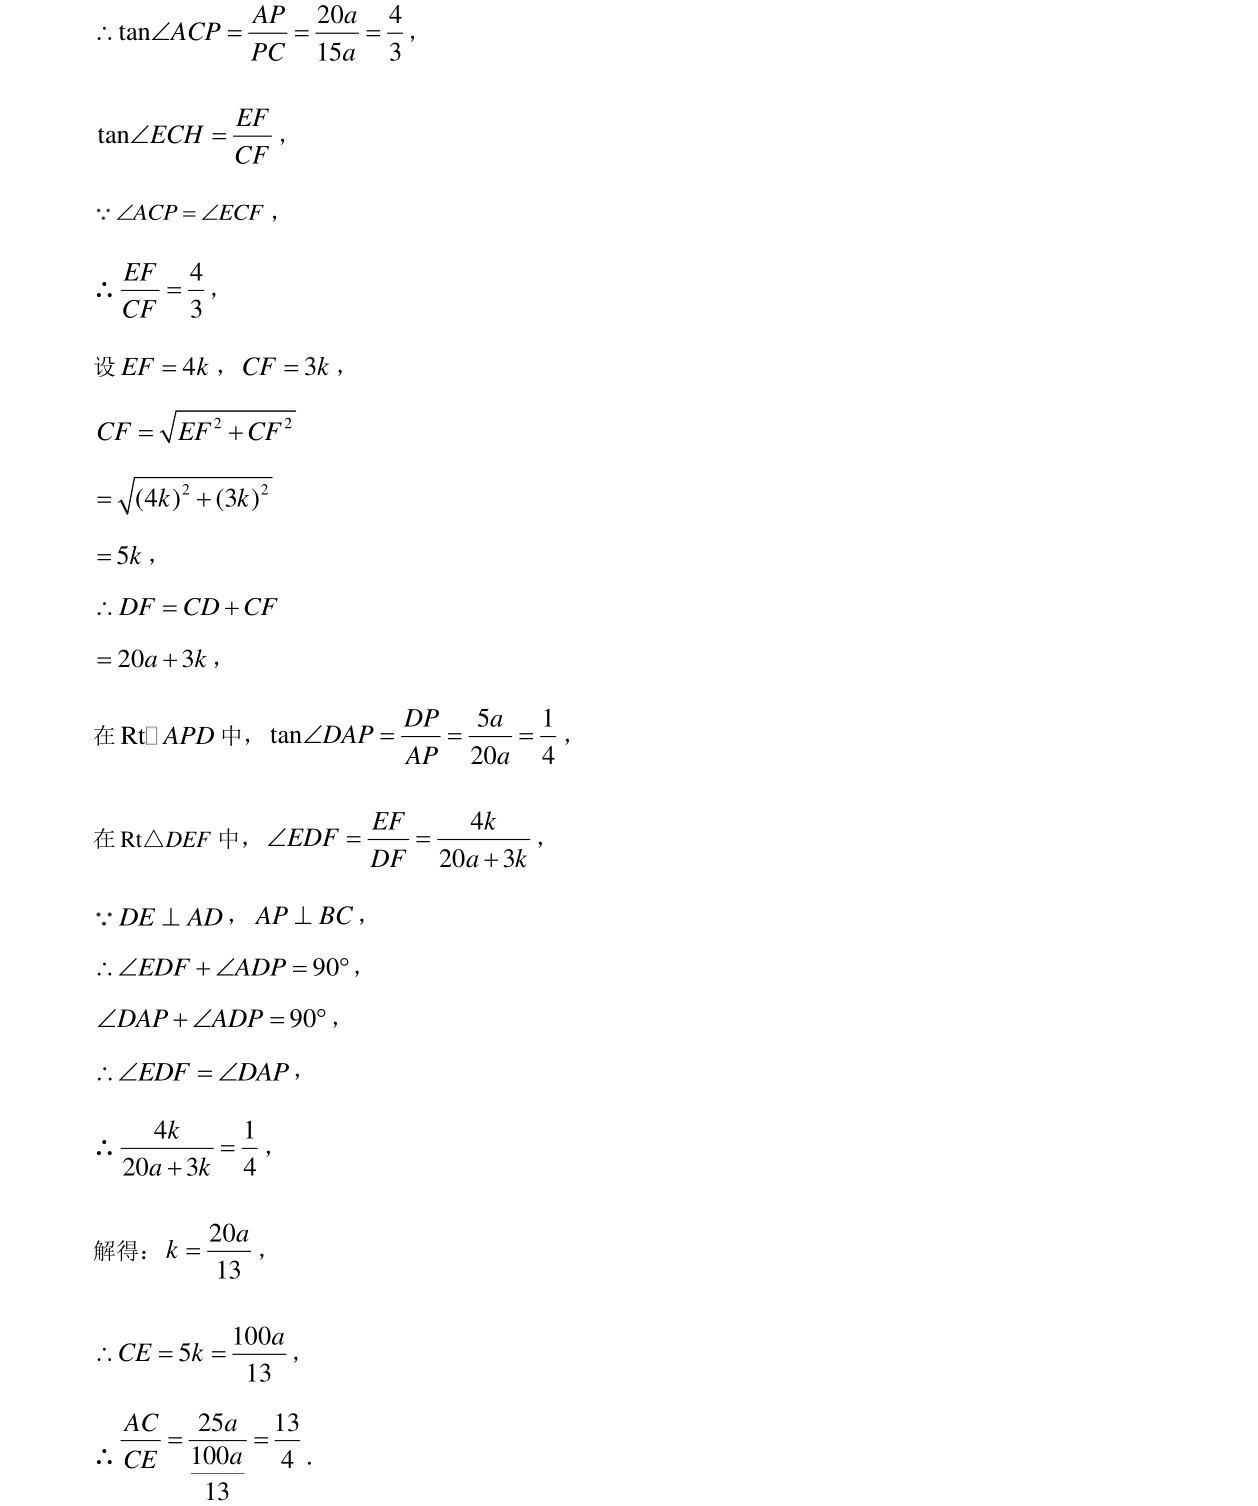 ∴tan∠ACP = AP/PC = 20a/15a = 4/3，
tan∠ECH = EF/CF，
∵∠ACP = ∠ECF，
∴ EF/CF = 4/3，
设 EF = 4k， CF = 3k，
CF = √(EF² + CF²)
= √((4k)² + (3k)²)
= 5k，
∴DF = CD + CF
= 20a + 3k，
在 Rt□ APD 中， tan∠DAP = DP/AP = 5a/20a = 1/4，
在 Rt△DEF 中， ∠EDF = EF/DF = 4k/(20a + 3k)，
∵DE ⊥ AD， AP ⊥ BC，
∴∠EDF + ∠ADP = 90°，
∠DAP + ∠ADP = 90°，
∴∠EDF = ∠DAP，
∴ 4k/(20a + 3k) = 1/4，
解得：k = 20a/13，
∴CE = 5k = 100a/13，
∴ AC/CE = 25a/(100a/13) = 13/4．